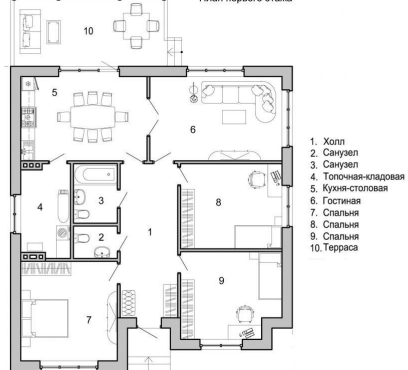 План первого этажа
10
5
6
4
3
8
2
1
9
7
1. Холл
2. Санузел
3. Санузел
4. Топочная-кладовая
5. Кухня-столовая
6. Гостиная
7. Спальня
8. Спальня
9. Спальня
10. Терраса